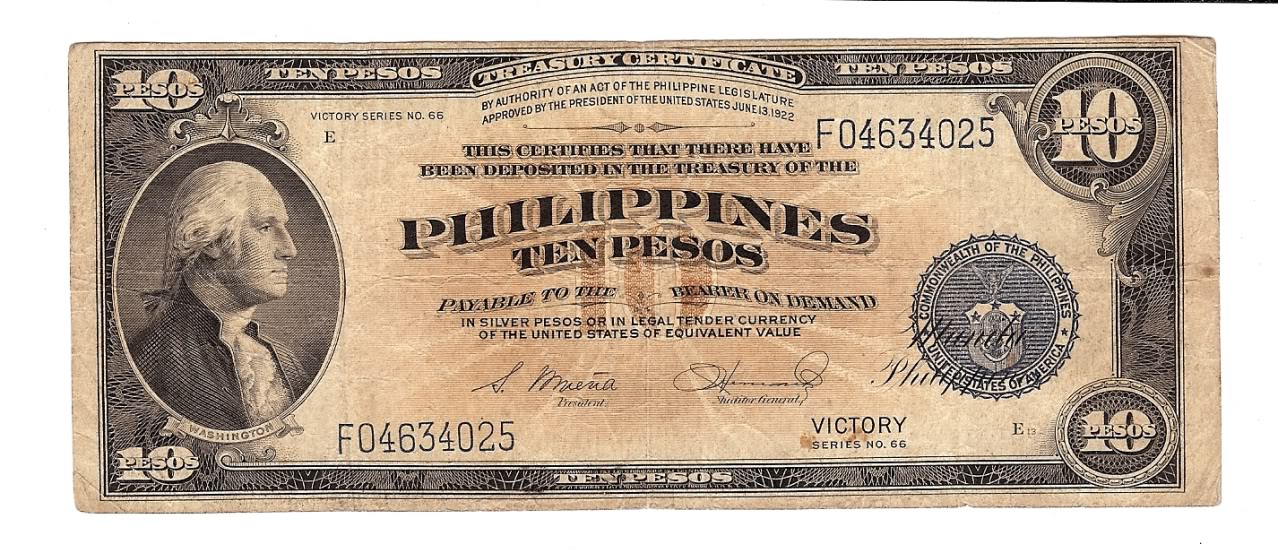 10 PESOS
TEN PESOS
TREASURY CERTIFICATE
TEN PESOS
10 PESOS
BY AUTHORITY OF AN ACT OF THE PHILIPPINE LEGISLATURE
APPROVED BY THE PRESIDENT OF THE UNITED STATES JUNE 13, 1922
VICTORY SERIES NO. 66
E
F04634025
THIS CERTIFIES THAT THERE HAVE
BEEN DEPOSITED IN THE TREASURY OF THE
PHILIPPINES
TEN PESOS
10
PAYABLE TO THE BEARER ON DEMAND
IN SILVER PESOS OR IN LEGAL TENDER CURRENCY
OF THE UNITED STATES OF EQUIVALENT VALUE
COMMONWEALTH OF THE PHILIPPINES
UNITED STATES OF AMERICA
S. Osmeña
President.
Auditor General,
WASHINGTON
F04634025
VICTORY
SERIES NO. 66
E 13
10 PESOS
TEN PESOS
10 PESOS